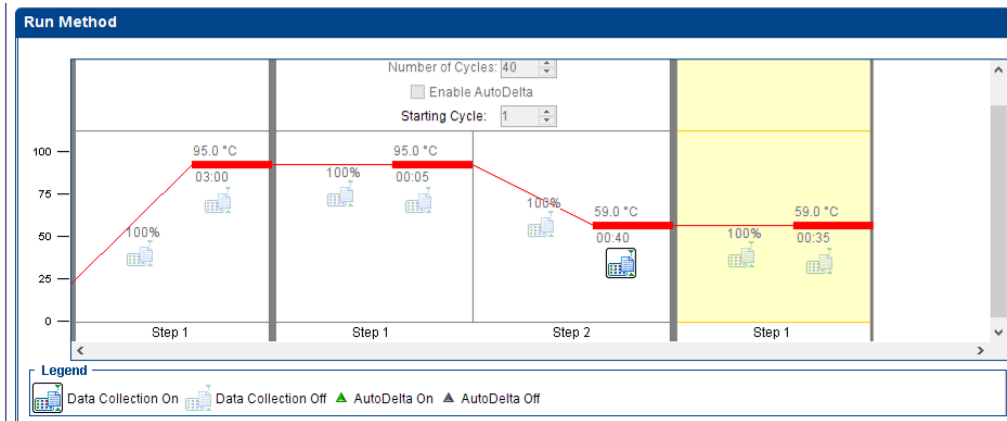 Run Method
Number of Cycles: 40
Enable AutoDelta
Starting Cycle: 1
100
95.0 °C
95.0 °C
03:00
100%
00:05
75
100%
59.0 °C
59.0 °C
50
100%
00:40
100%
00:35
25
0
Step 1
Step 1
Step 2
Step 1
Legend
Data Collection On Data Collection Off AutoDelta On AutoDelta Off